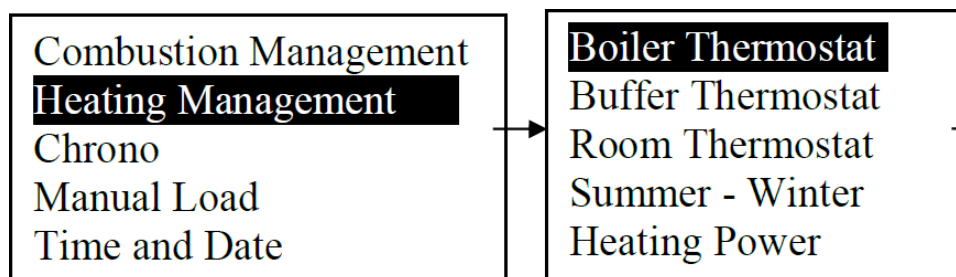 Combustion Management
Heating Management
Chrono
Manual Load
Time and Date
Boiler Thermostat
Buffer Thermostat
Room Thermostat
Summer - Winter
Heating Power